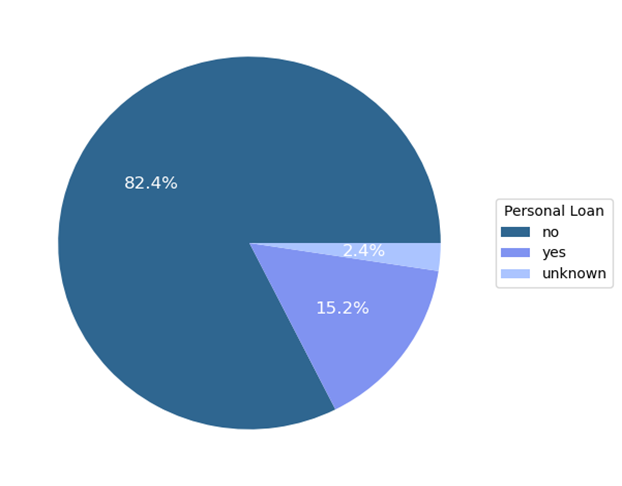 82.4%
2.4%
15.2%
Personal Loan
no
yes
unknown